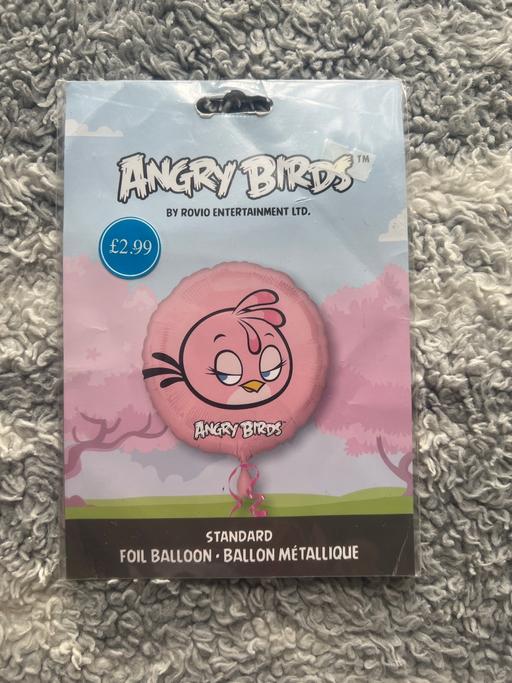 ANGRY BIRDS™
BY ROVIO ENTERTAINMENT LTD.
£2.99
ANGRY BIRDS
STANDARD
FOIL BALLOON • BALLON MÉTALLIQUE